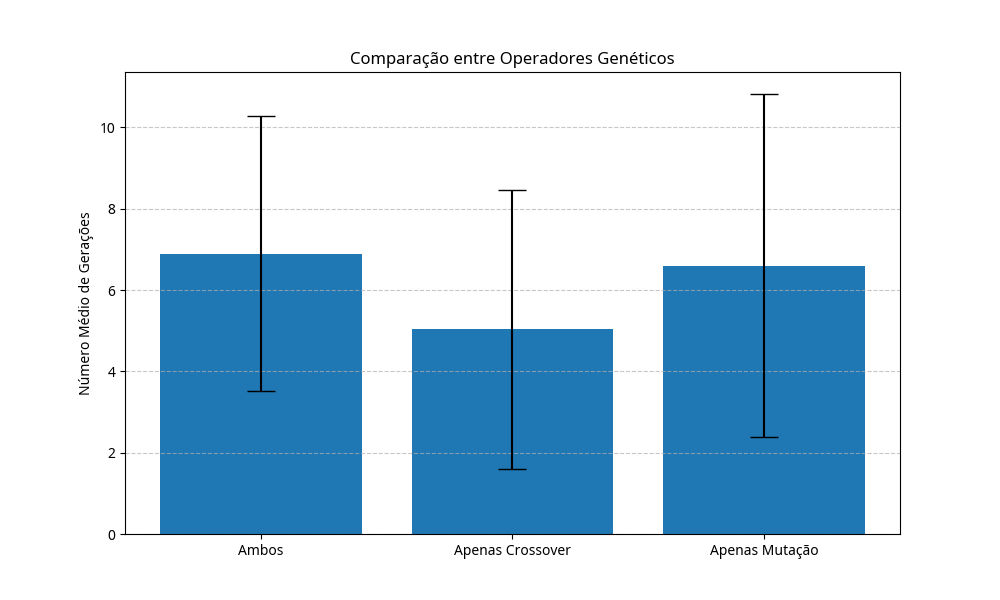 Comparação entre Operadores Genéticos
Número Médio de Gerações
10
8
6
4
2
0
Ambos
Apenas Crossover
Apenas Mutação